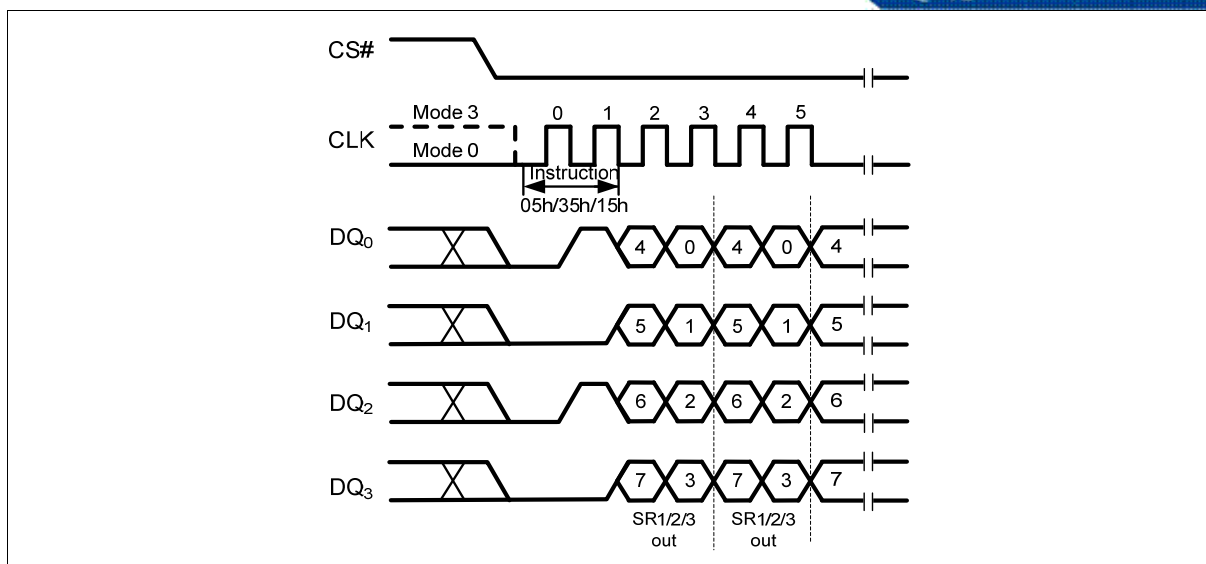 CS#
Mode 3
0 1 2 3 4 5
CLK
Mode 0
Instruction
05h/35h/15h
DQ0
4 0 4 0 4
DQ1
5 1 5 1 5
DQ2
6 2 6 2 6
DQ3
7 3 7 3 7
SR1/2/3 SR1/2/3
out out